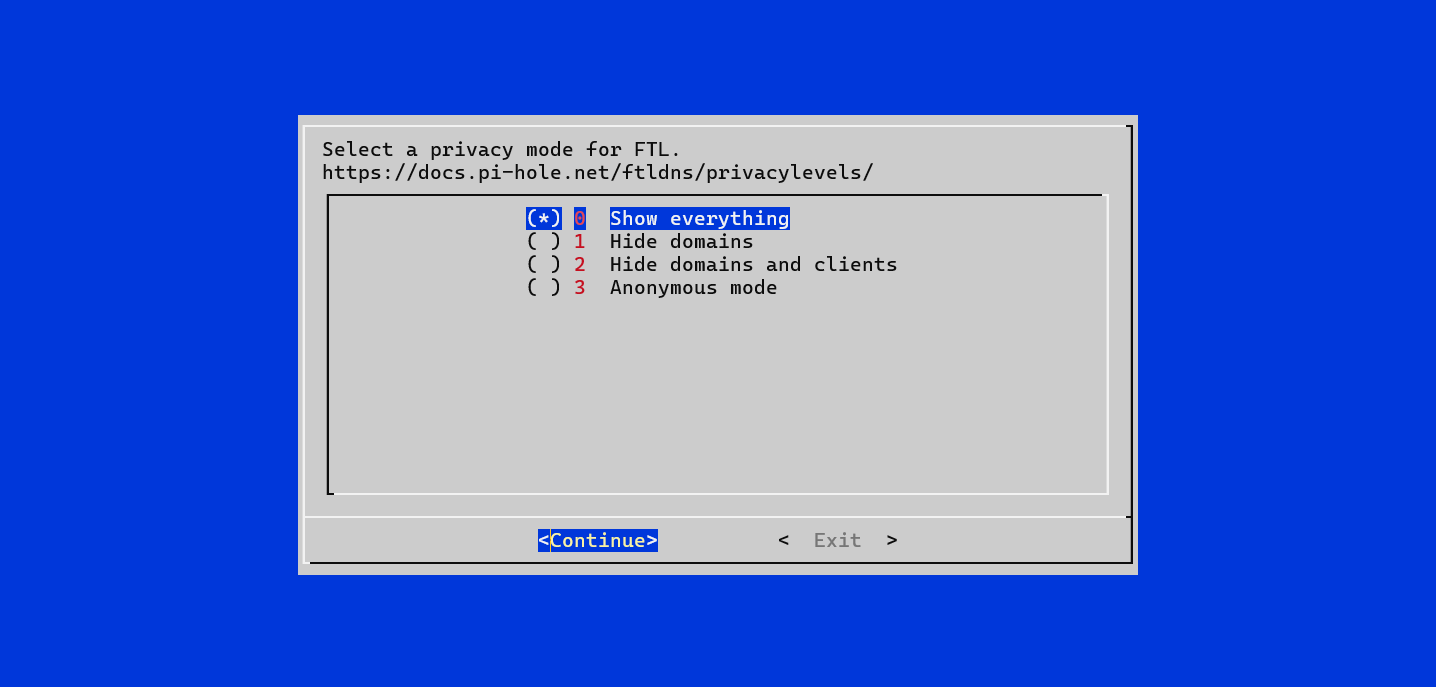 Select a privacy mode for FTL.
https://docs.pi-hole.net/ftldns/privacylevels/
(*) 0 Show everything
( ) 1 Hide domains
( ) 2 Hide domains and clients
( ) 3 Anonymous mode
<Continue> < Exit >